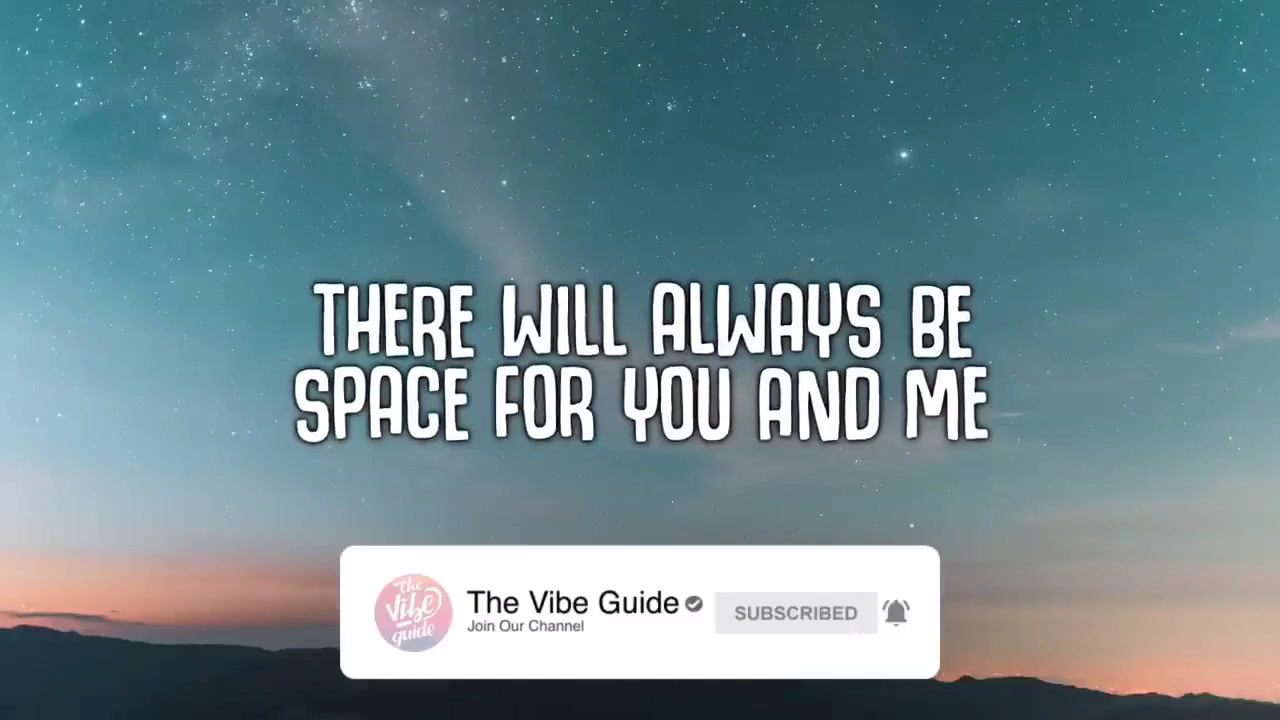 THERE WILL ALWAYS BE
SPACE FOR YOU AND ME
the
Vibe
guide
The Vibe Guide
Join Our Channel
SUBSCRIBED